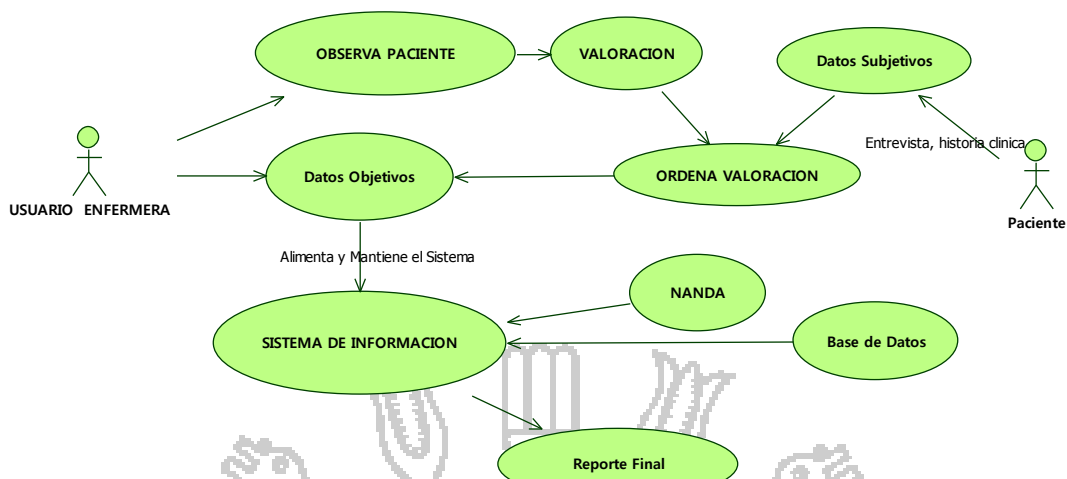 OBSERVA PACIENTE
VALORACION
Datos Subjetivos
Entrevista, historia clinica
Datos Objetivos
ORDENA VALORACION
USUARIO ENFERMERA
Paciente
Alimenta y Mantiene el Sistema
NANDA
SISTEMA DE INFORMACION
Base de Datos
Reporte Final